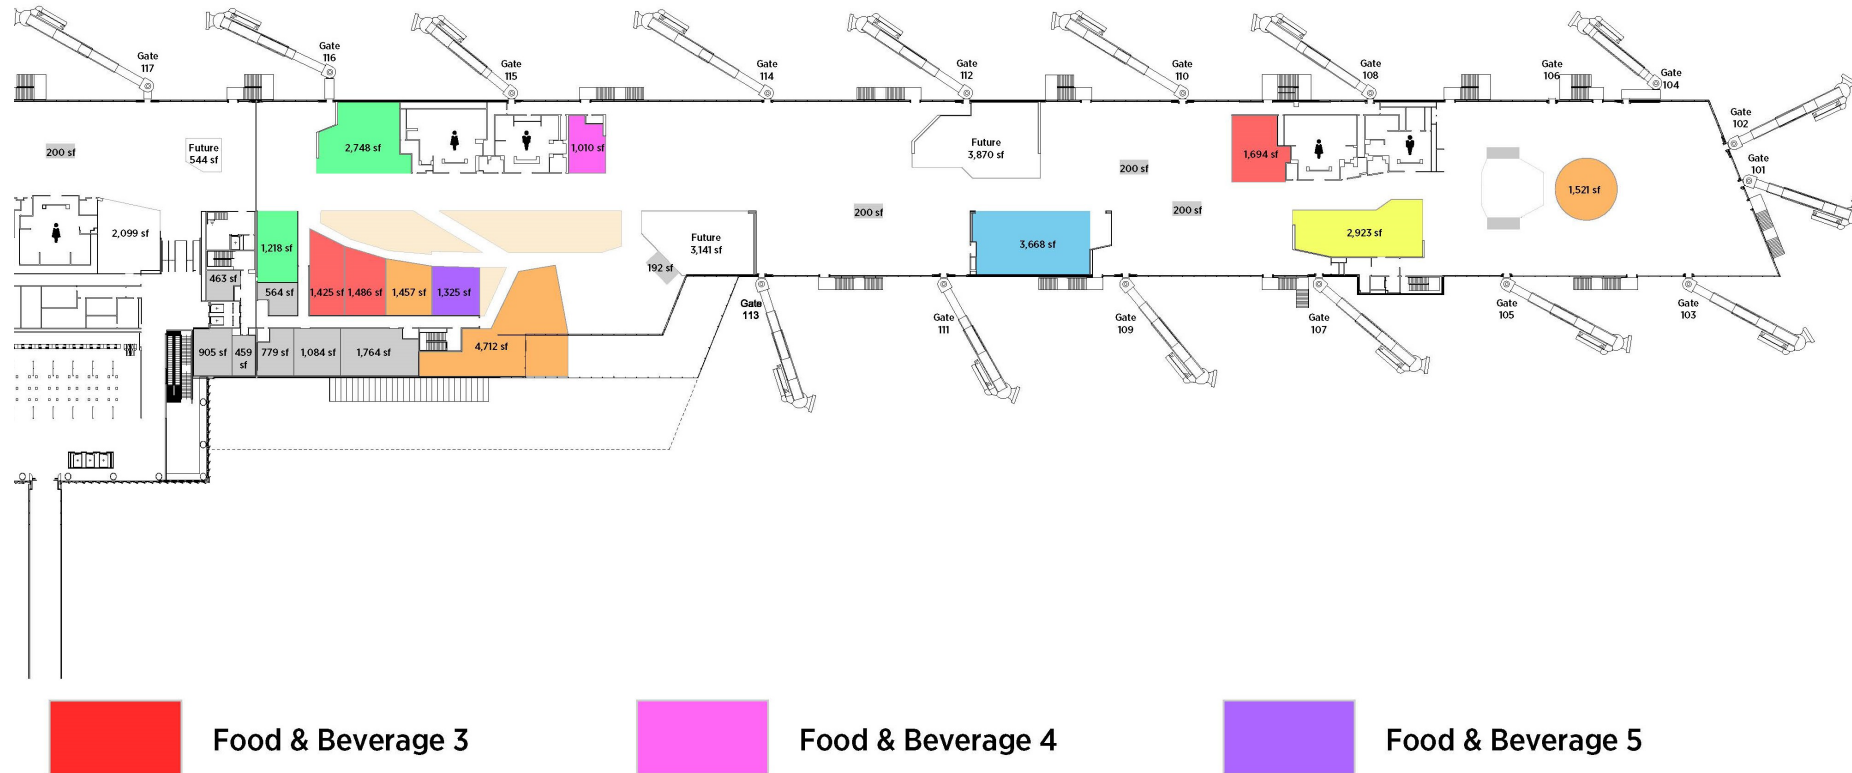 Gate
117
Gate
116
Gate
115
Gate
114
Gate
112
Gate
110
Gate
108
Gate
106
Gate
104
Gate
102
Gate
101
200 sf
Future
544 sf
2,748 sf
1,010 sf
Future
3,870 sf
200 sf
1,694 sf
1,521 sf
2,099 sf
1,218 sf
200 sf
200 sf
Future
3,141 sf
3,668 sf
2,923 sf
192 sf
463 sf
564 sf
1,425 sf
1,486 sf
1,457 sf
1,325 sf
905 sf
459
sf
779 sf
1,084 sf
1,764 sf
4,712 sf
Gate
113
Gate
111
Gate
109
Gate
107
Gate
105
Gate
103
Food & Beverage 3
Food & Beverage 4
Food & Beverage 5